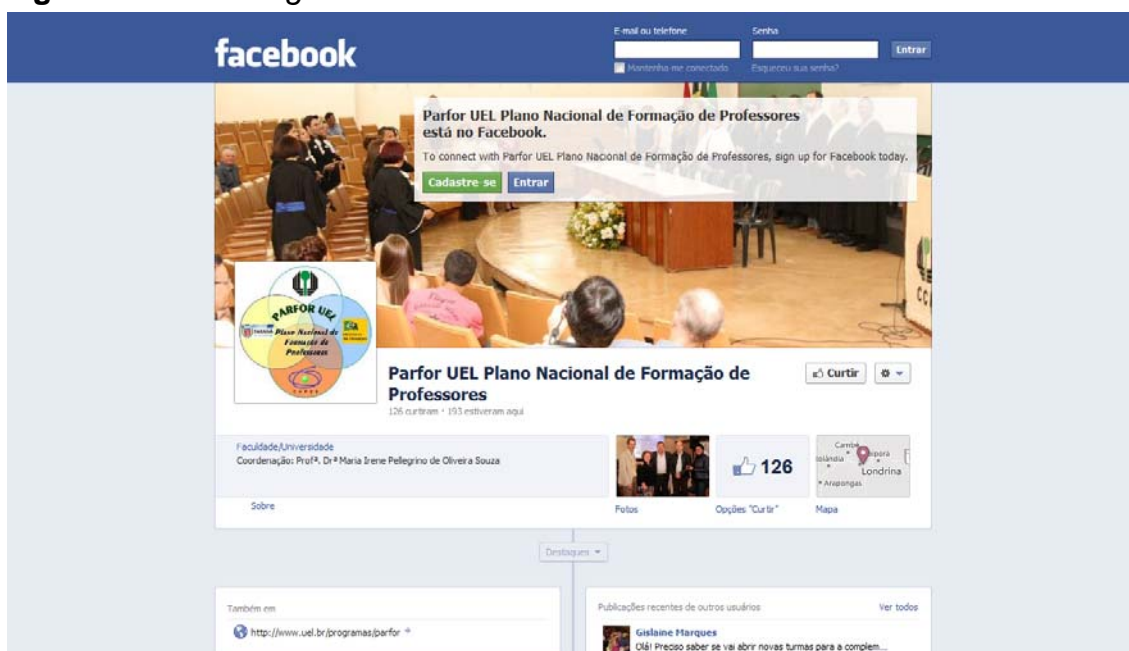 facebook
E-mail ou telefone
Senha
Entrar
Mantenha-me conectado
Esqueceu sua senha?
Parfor UEL Plano Nacional de Formação de Professores
está no Facebook.
To connect with Parfor UEL Plano Nacional de Formação de Professores, sign up for Facebook today.
Cadastre-se
Entrar
PARFOR UEL
Plano Nacional de
Formação de
Professores
CAPES
Parfor UEL Plano Nacional de Formação de
Professores
126 curtiram · 193 estiveram aqui
Curtir
Faculdade/Universidade
Coordenação: Profª. Drª Maria Irene Pellegrino de Oliveira Souza
Sobre
Fotos
126
Opções "Curtir"
Cambé
Londrina
Arapongas
Mapa
Destaques
Também em
http://www.uel.br/programas/parfor
Publicações recentes de outros usuários
Ver todos
Gislaine Marques
Olá! Preciso saber se vai abrir novas turmas para a complem...